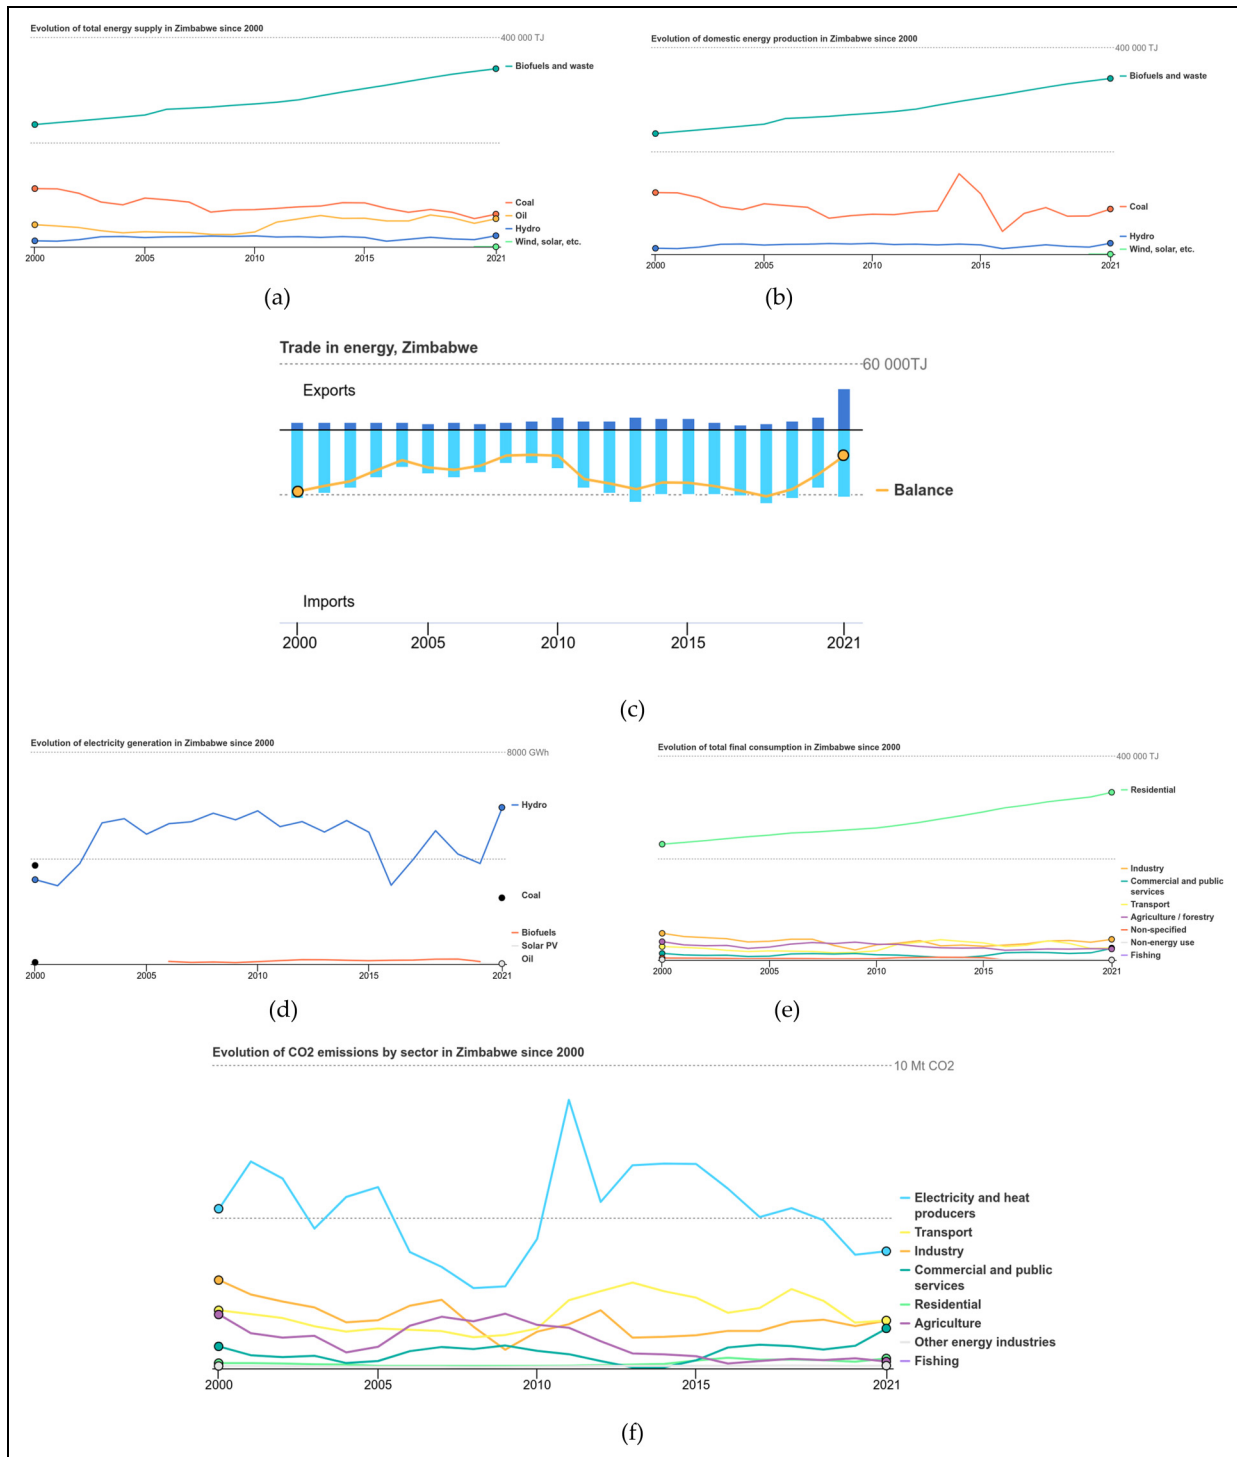 Evolution of total energy supply in Zimbabwe since 2000
400 000 TJ
Biofuels and waste
Coal
Oil
Hydro
Wind, solar, etc.
2000 2005 2010 2015 2021
(a)
Evolution of domestic energy production in Zimbabwe since 2000
400 000 TJ
Biofuels and waste
Coal
Hydro
Wind, solar, etc.
2000 2005 2010 2015 2021
(b)
Trade in energy, Zimbabwe
60 000TJ
Exports
Balance
Imports
2000 2005 2010 2015 2021
(c)
Evolution of electricity generation in Zimbabwe since 2000
8000 GWh
Hydro
Coal
Biofuels
Solar PV
Oil
2000 2005 2010 2015 2021
(d)
Evolution of total final consumption in Zimbabwe since 2000
400 000 TJ
Residential
Industry
Commercial and public
services
Transport
Agriculture / forestry
Non-specified
Non-energy use
Fishing
2000 2005 2010 2015 2021
(e)
Evolution of CO2 emissions by sector in Zimbabwe since 2000
10 Mt CO2
Electricity and heat
producers
Transport
Industry
Commercial and public
services
Residential
Agriculture
Other energy industries
Fishing
2000 2005 2010 2015 2021
(f)